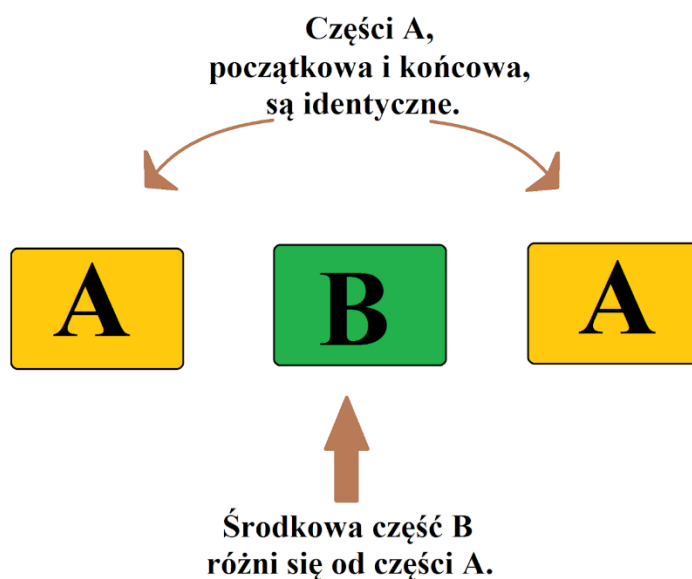 Części A,
początkowa i końcowa,
są identyczne.
A B A
Środkowa część B
różni się od części A.